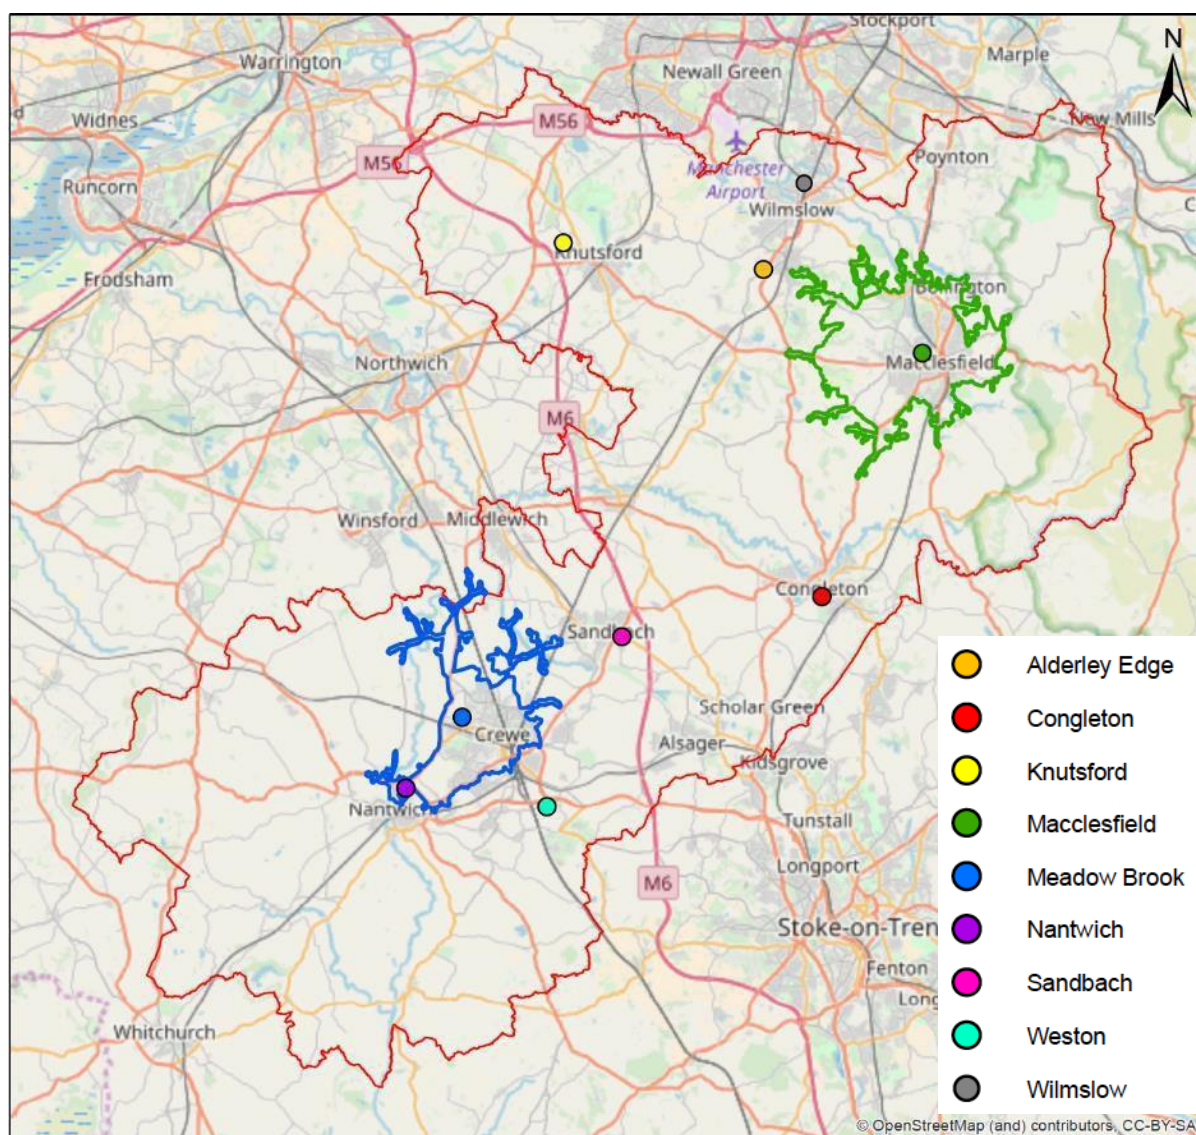 Stockport
Warrington
Marple
N
Newall Green
Widnes
M56
New Mills
M56
Poynton
Manchester
Airport
Runcorn
Wilmslow
Knutsford
Frodsham
Bollington
Northwich
Macclesfield
M6
Winsford
Middlewich
Congleton
Sandbach
Scholar Green
Crewe
Alsager
Kidsgrove
Nantwich
Tunstall
Longport
M6
Stoke-on-Tren
Fenton
Long
Whitchurch
Alderley Edge
Congleton
Knutsford
Macclesfield
Meadow Brook
Nantwich
Sandbach
Weston
Wilmslow
© OpenStreetMap (and) contributors, CC-BY-SA